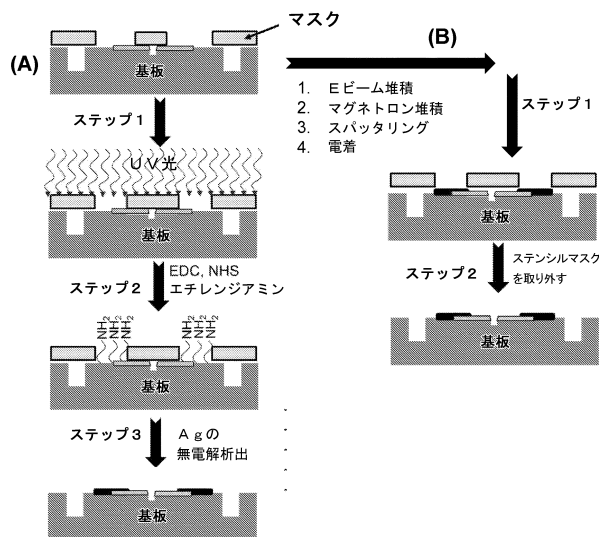 マスク
(A)
基板
(B)
ステップ1
1. Eビーム堆積
2. マグネトロン堆積
3. スパッタリング
4. 電着
ステップ1
UV光
基板
基板
ステップ2
EDC, NHS
エチレンジアミン
ステップ2
ステンシルマスク
を取り外す
NH2 NH2 NH2
NH2 NH2 NH2
基板
基板
ステップ3
Agの
無電解析出
基板